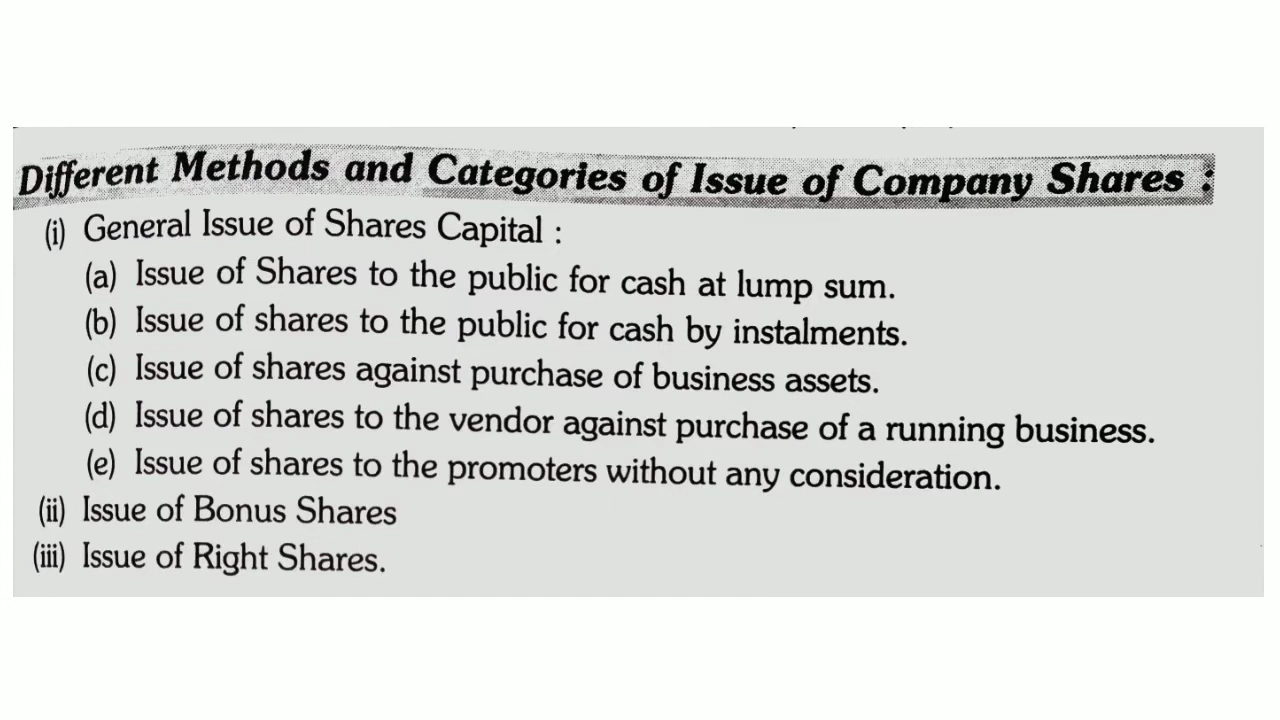 Different Methods and Categories of Issue of Company Shares :
(i) General Issue of Shares Capital :
(a) Issue of Shares to the public for cash at lump sum.
(b) Issue of shares to the public for cash by instalments.
(c) Issue of shares against purchase of business assets.
(d) Issue of shares to the vendor against purchase of a running business.
(e) Issue of shares to the promoters without any consideration.
(ii) Issue of Bonus Shares
(iii) Issue of Right Shares.